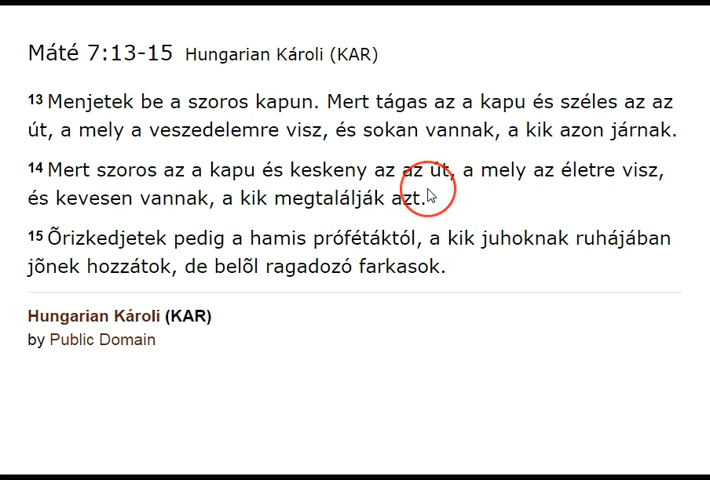 Máté 7:13-15 Hungarian Károli (KAR)
13 Menjetek be a szoros kapun. Mert tágas az a kapu és széles az az
út, a mely a veszedelemre visz, és sokan vannak, a kik azon járnak.
14 Mert szoros az a kapu és keskeny az az út, a mely az életre visz,
és kevesen vannak, a kik megtalálják azt.
15 Õrizkedjetek pedig a hamis prófétáktól, a kik juhoknak ruhájában
jõnek hozzátok, de belõl ragadozó farkasok.
Hungarian Károli (KAR)
by Public Domain